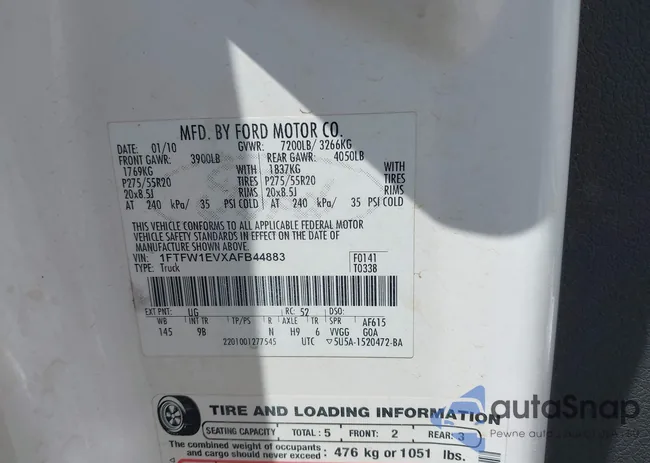 MFD. BY FORD MOTOR CO.
DATE: 01/10 GVWR: 7200LB/ 3266KG
FRONT GAWR: 3900LB REAR GAWR: 4050LB
1769KG WITH 1837KG WITH
P275/55R20 TIRES P275/55R20 TIRES
20x8.5J RIMS 20x8.5J RIMS
AT 240 kPa/ 35 PSI COLD AT 240 kPa/ 35 PSI COLD
THIS VEHICLE CONFORMS TO ALL APPLICABLE FEDERAL MOTOR
VEHICLE SAFETY STANDARDS IN EFFECT ON THE DATE OF
MANUFACTURE SHOWN ABOVE.
VIN: 1FTFW1EVXAFB44883 F0141
TYPE: Truck T0338
EXT PNT: UG RC: 52 DSO:
WB INT TR TP/PS R AXLE TR SPR AF615
145 9B N H9 6 VVGG GOA
2201001277545 UTC ▽5U5A-1520472-BA
TIRE AND LOADING INFORMATION
SEATING CAPACITY TOTAL: 5 FRONT: 2 REAR: 3
The combined weight of occupants
and cargo should never exceed: 476 kg or 1051 lbs.
autoSnap
Pewne auto z historią